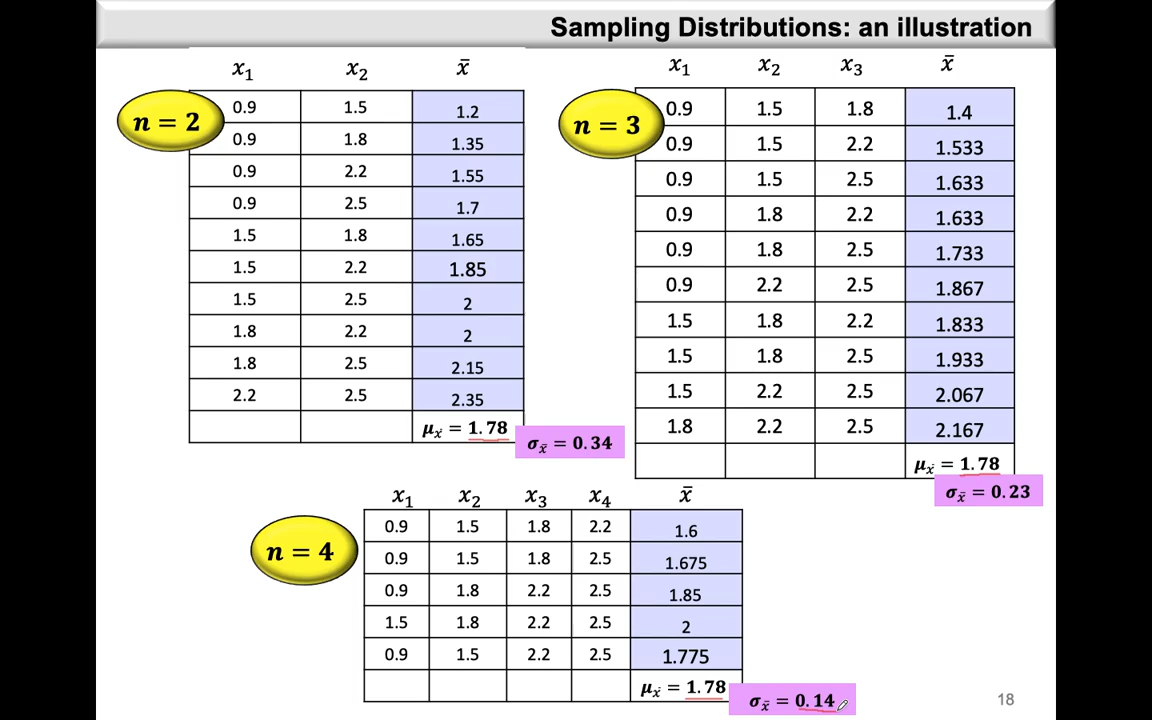 Sampling Distributions: an illustration
n = 2
x₁ x₂ x̄
0.9 1.5 1.2
0.9 1.8 1.35
0.9 2.2 1.55
0.9 2.5 1.7
1.5 1.8 1.65
1.5 2.2 1.85
1.5 2.5 2
1.8 2.2 2
1.8 2.5 2.15
2.2 2.5 2.35
μₓ̄ = 1.78
σₓ̄ = 0.34
n = 3
x₁ x₂ x₃ x̄
0.9 1.5 1.8 1.4
0.9 1.5 2.2 1.533
0.9 1.5 2.5 1.633
0.9 1.8 2.2 1.633
0.9 1.8 2.5 1.733
0.9 2.2 2.5 1.867
1.5 1.8 2.2 1.833
1.5 1.8 2.5 1.933
1.5 2.2 2.5 2.067
1.8 2.2 2.5 2.167
μₓ̄ = 1.78
σₓ̄ = 0.23
n = 4
x₁ x₂ x₃ x₄ x̄
0.9 1.5 1.8 2.2 1.6
0.9 1.5 1.8 2.5 1.675
0.9 1.8 2.2 2.5 1.85
1.5 1.8 2.2 2.5 2
0.9 1.5 2.2 2.5 1.775
μₓ̄ = 1.78
σₓ̄ = 0.14
18